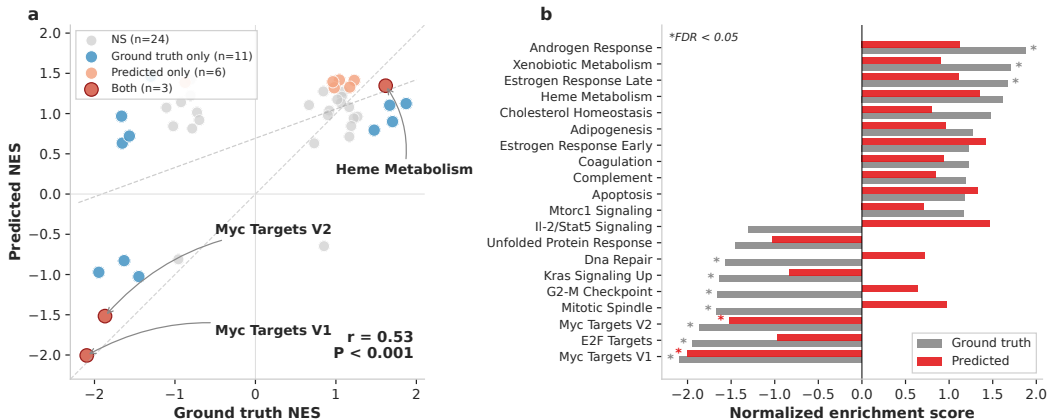 a
NS (n=24)
Ground truth only (n=11)
Predicted only (n=6)
Both (n=3)
Heme Metabolism
Myc Targets V2
Myc Targets V1
r = 0.53
P < 0.001
Predicted NES
2.0
1.5
1.0
0.5
0.0
−0.5
−1.0
−1.5
−2.0
−2
−1
0
1
2
Ground truth NES
b
*FDR < 0.05
Androgen Response
*
Xenobiotic Metabolism
*
Estrogen Response Late
*
Heme Metabolism
Cholesterol Homeostasis
Adipogenesis
Estrogen Response Early
Coagulation
Complement
Apoptosis
Mtorc1 Signaling
Il-2/Stat5 Signaling
Unfolded Protein Response
Dna Repair
*
Kras Signaling Up
*
G2-M Checkpoint
*
Mitotic Spindle
*
Myc Targets V2
* *
E2F Targets
*
Myc Targets V1
* *
Ground truth
Predicted
−2.0 −1.5 −1.0 −0.5 0.0 0.5 1.0 1.5 2.0
Normalized enrichment score